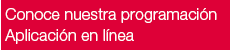 Conoce nuestra programación
Aplicación en línea